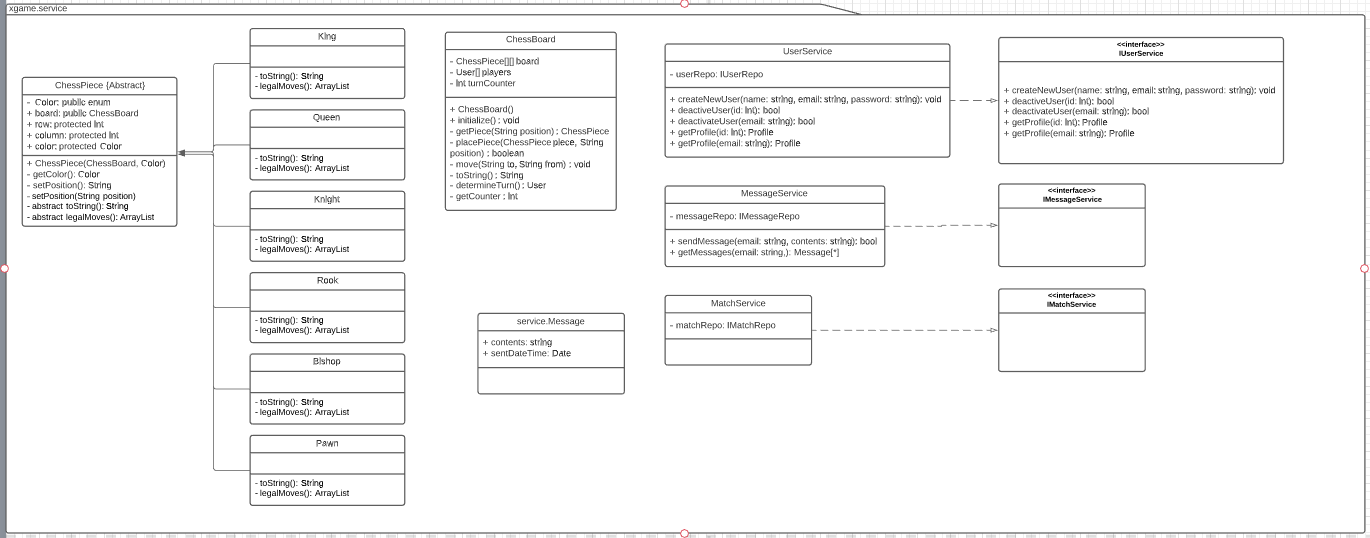 xgame.service
ChessPiece {Abstract}
- Color: public enum
+ board: public ChessBoard
+ row: protected int
+ column: protected int
+ color: protected Color
+ ChessPiece(ChessBoard, Color)
- getColor(): Color
- setPosition(): String
- setPosition(String position)
- abstract toString(): String
- abstract legalMoves(): ArrayList
King
- toString(): String
- legalMoves(): ArrayList
Queen
- toString(): String
- legalMoves(): ArrayList
Knight
- toString(): String
- legalMoves(): ArrayList
Rook
- toString(): String
- legalMoves(): ArrayList
Bishop
- toString(): String
- legalMoves(): ArrayList
Pawn
- toString(): String
- legalMoves(): ArrayList
ChessBoard
- ChessPiece[][] board
- User[] players
- Int turnCounter
+ ChessBoard()
+ initialize() : void
- getPiece(String position) : ChessPiece
- placePiece(ChessPiece piece, String
position) : boolean
- move(String to, String from) : void
- toString() : String
- determineTurn() : User
- getCounter : Int
service.Message
+ contents: string
+ sentDateTime: Date
UserService
- userRepo: IUserRepo
+ createNewUser(name: string, email: string, password: string): void
+ deactiveUser(id: Int): bool
+ deactivateUser(email: string): bool
+ getProfile(id: Int): Profile
+ getProfile(email: string): Profile
MessageService
- messageRepo: IMessageRepo
+ sendMessage(email: string, contents: string): bool
+ getMessages(email: string,): Message[*]
MatchService
- matchRepo: IMatchRepo
<<interface>>
IUserService
+ createNewUser(name: string, email: string, password: string): void
+ deactiveUser(id: Int): bool
+ deactivateUser(email: string): bool
+ getProfile(id: Int): Profile
+ getProfile(email: string): Profile
<<interface>>
IMessageService
<<interface>>
IMatchService